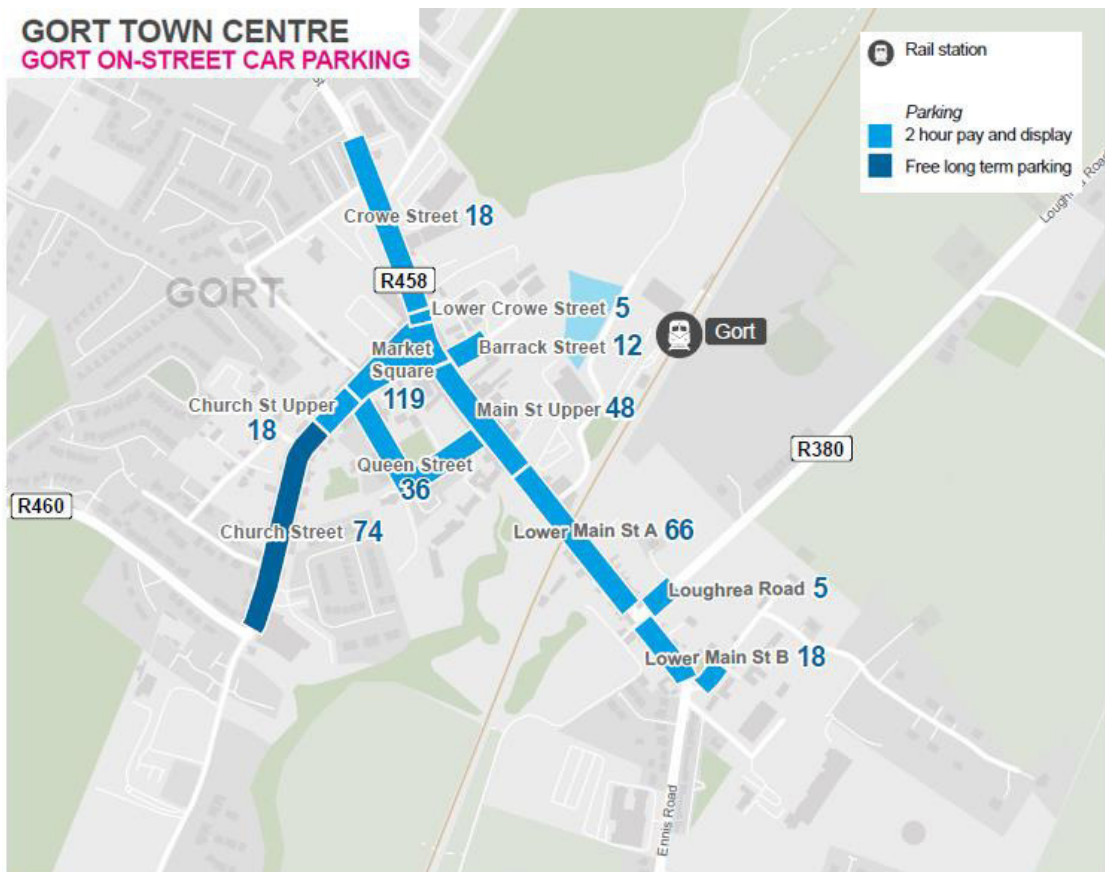 GORT TOWN CENTRE
GORT ON-STREET CAR PARKING
Rail station
Parking
2 hour pay and display
Free long term parking
Crowe Street 18
R458
GORT
Lower Crowe Street 5
Gort
Market
Square
119
Barrack Street 12
Church St Upper
18
Main St Upper 48
R380
Queen Street
36
R460
Church Street 74
Lower Main St A 66
Loughrea Road 5
Lower Main St B 18
Ennis Road